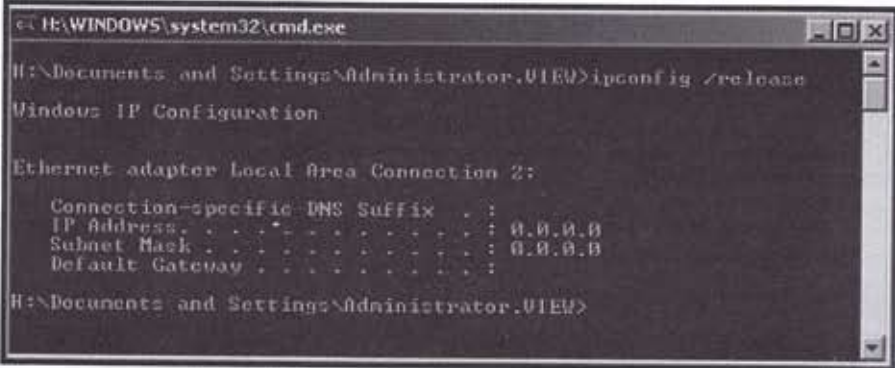 H:\WINDOWS\system32\cmd.exe
H:\Documents and Settings\Administrator.VIEW>ipconfig /release
Windows IP Configuration
Ethernet adapter Local Area Connection 2:
Connection-specific DNS Suffix . :
IP Address. . . . . . . . . . . . : 0.0.0.0
Subnet Mask . . . . . . . . . . . : 0.0.0.0
Default Gateway . . . . . . . . . :
H:\Documents and Settings\Administrator.VIEW>